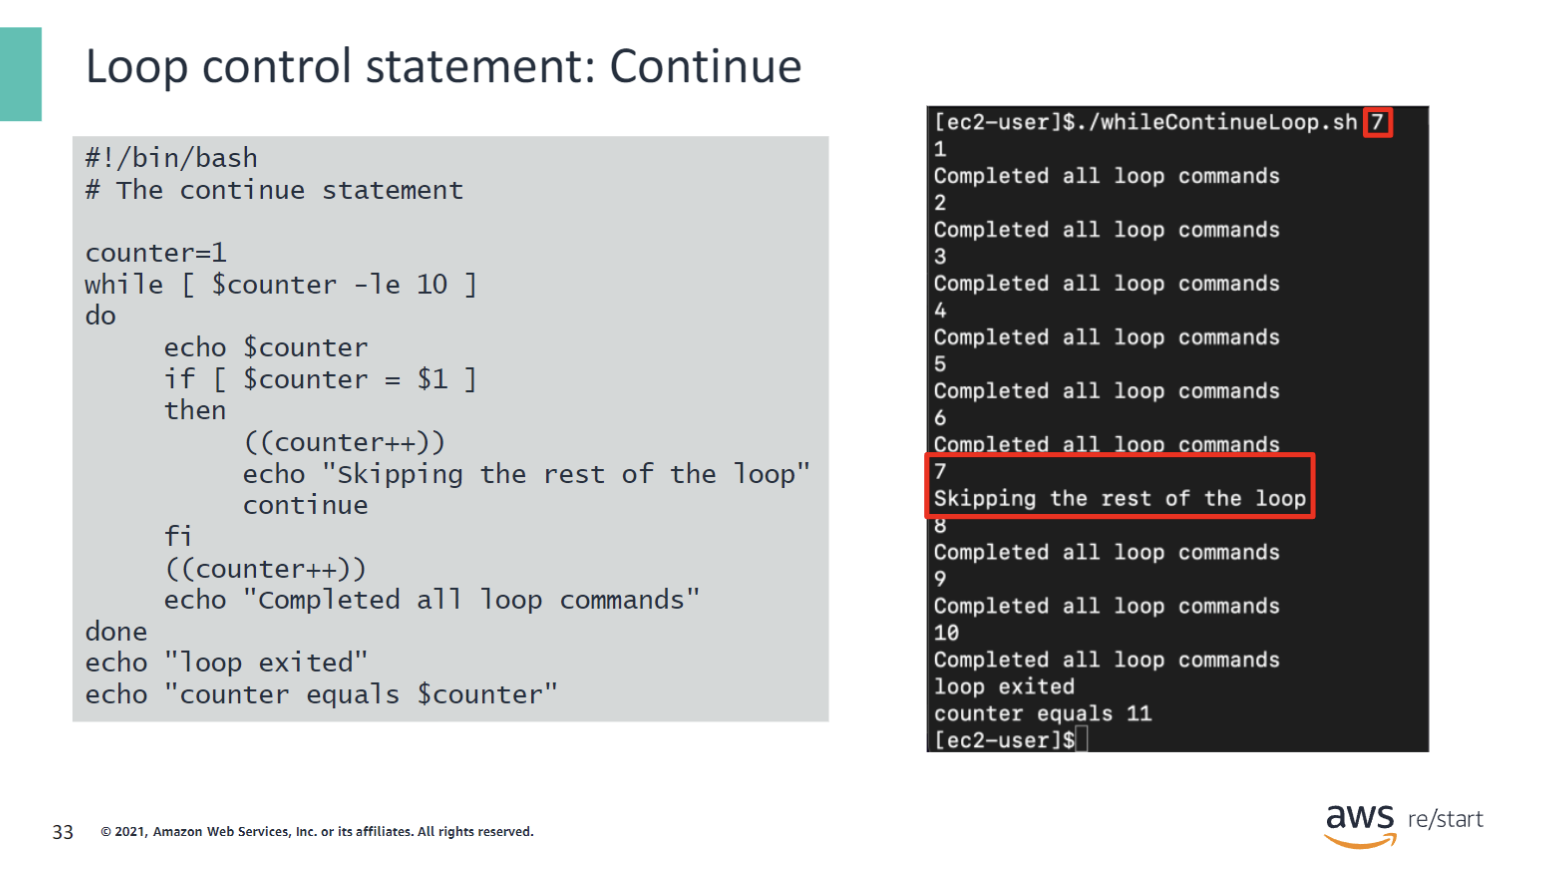 Loop control statement: Continue
#!/bin/bash
# The continue statement
counter=1
while [ $counter -le 10 ]
do
echo $counter
if [ $counter = $1 ]
then
((counter++))
echo "Skipping the rest of the loop"
continue
fi
((counter++))
echo "Completed all loop commands"
done
echo "loop exited"
echo "counter equals $counter"
[ec2-user]$./whileContinueLoop.sh 7
1
Completed all loop commands
2
Completed all loop commands
3
Completed all loop commands
4
Completed all loop commands
5
Completed all loop commands
6
Completed all loop commands
7
Skipping the rest of the loop
8
Completed all loop commands
9
Completed all loop commands
10
Completed all loop commands
loop exited
counter equals 11
[ec2-user]$
33 © 2021, Amazon Web Services, Inc. or its affiliates. All rights reserved.
aws re/start